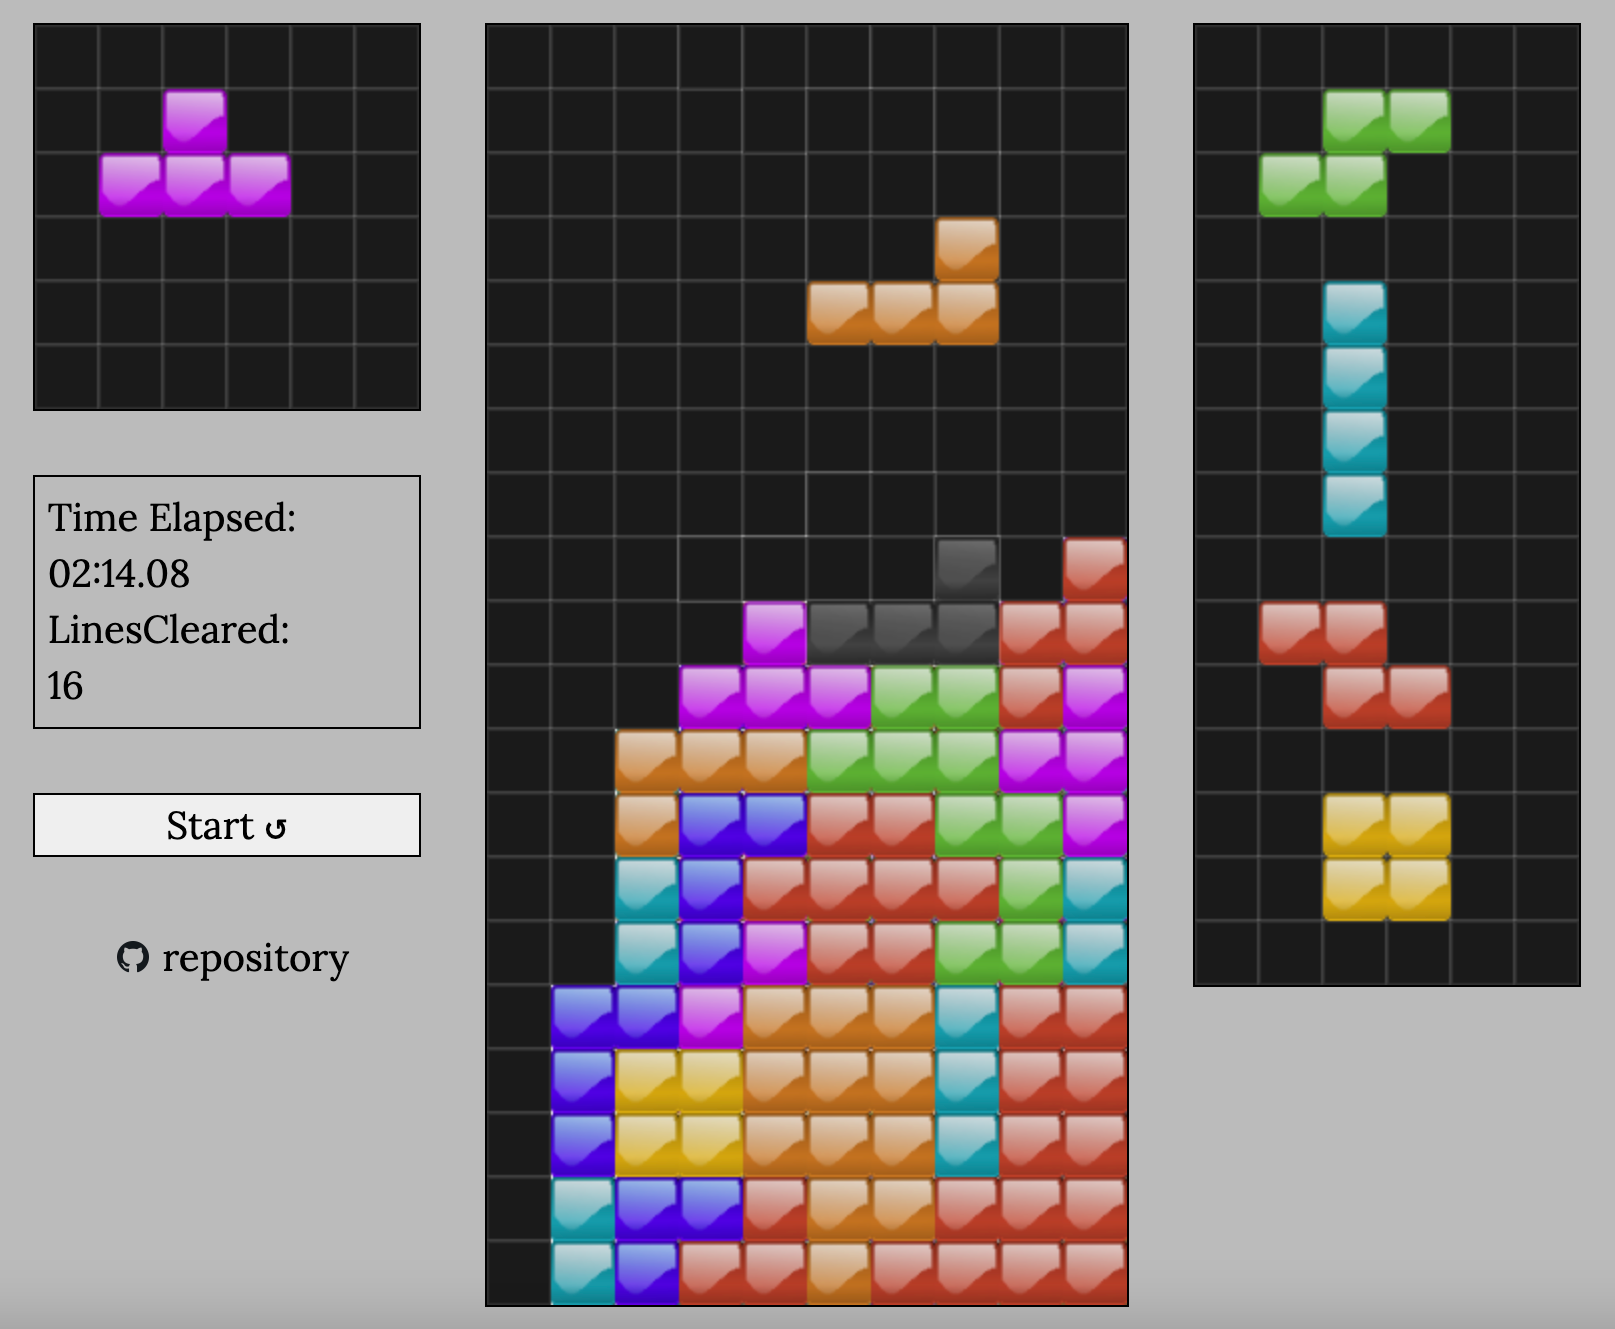 Time Elapsed:
02:14.08
LinesCleared:
16
Start ↺
repository